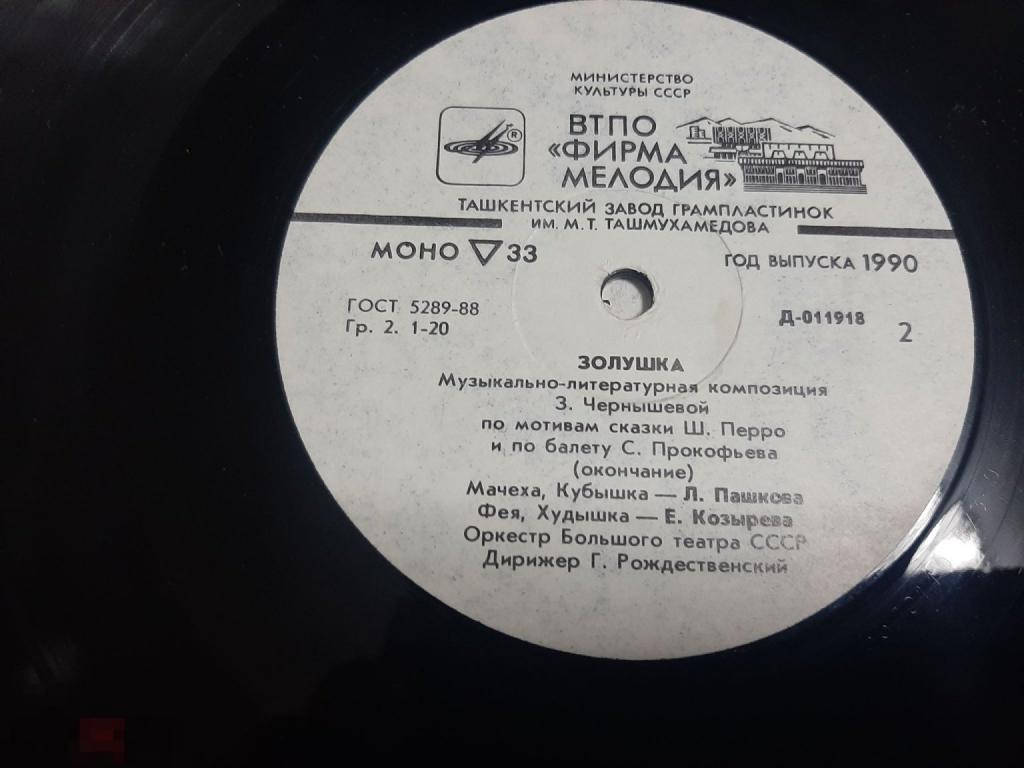 МИНИСТЕРСТВО
КУЛЬТУРЫ СССР
ВТПО
«ФИРМА
МЕЛОДИЯ»
ТАШКЕНТСКИЙ ЗАВОД ГРАМПЛАСТИНОК
ИМ. М. Т. ТАШМУХАМЕДОВА
МОНО 33
ГОД ВЫПУСКА 1990
ГОСТ 5289-88
Гр. 2. 1-20
Д-011918
2
ЗОЛУШКА
Музыкально-литературная композиция
З. Чернышевой
по мотивам сказки Ш. Перро
и по балету С. Прокофьева
(окончание)
Мачеха, Кубышка — Л. Пашкова
Фея, Худышка — Е. Козырева
Оркестр Большого театра СССР
Дирижер Г. Рождественский
R